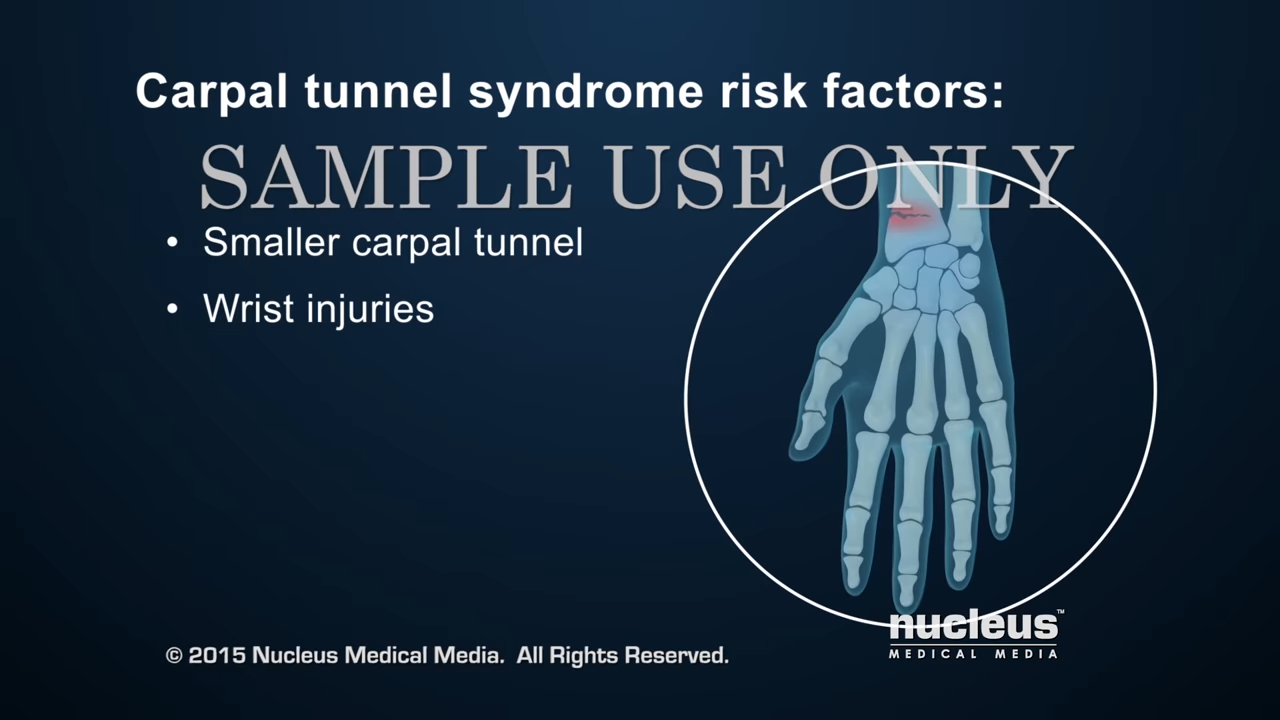 Carpal tunnel syndrome risk factors:
SAMPLE USE ONLY
• Smaller carpal tunnel
• Wrist injuries
nucleus™
MEDICAL MEDIA
© 2015 Nucleus Medical Media. All Rights Reserved.